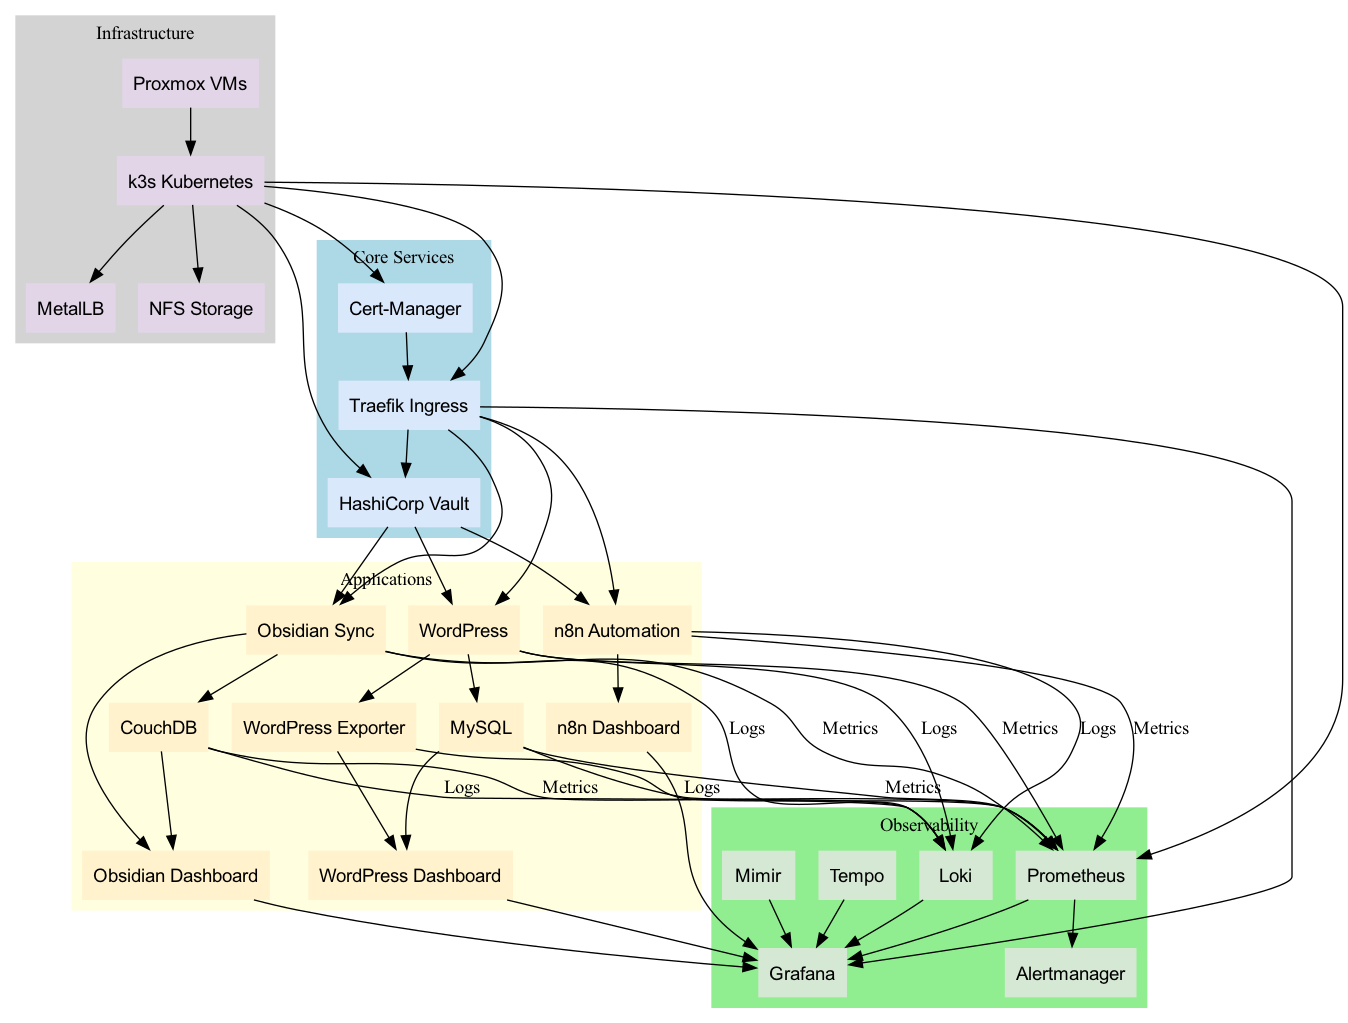 Infrastructure
Proxmox VMs
k3s Kubernetes
MetalLB
NFS Storage
Core Services
Cert-Manager
Traefik Ingress
HashiCorp Vault
Applications
Obsidian Sync
WordPress
n8n Automation
CouchDB
WordPress Exporter
MySQL
n8n Dashboard
Logs
Metrics
Logs
Metrics
Logs
Metrics
Logs
Metrics
Logs
Metrics
Obsidian Dashboard
WordPress Dashboard
Observability
Mimir
Tempo
Loki
Prometheus
Grafana
Alertmanager